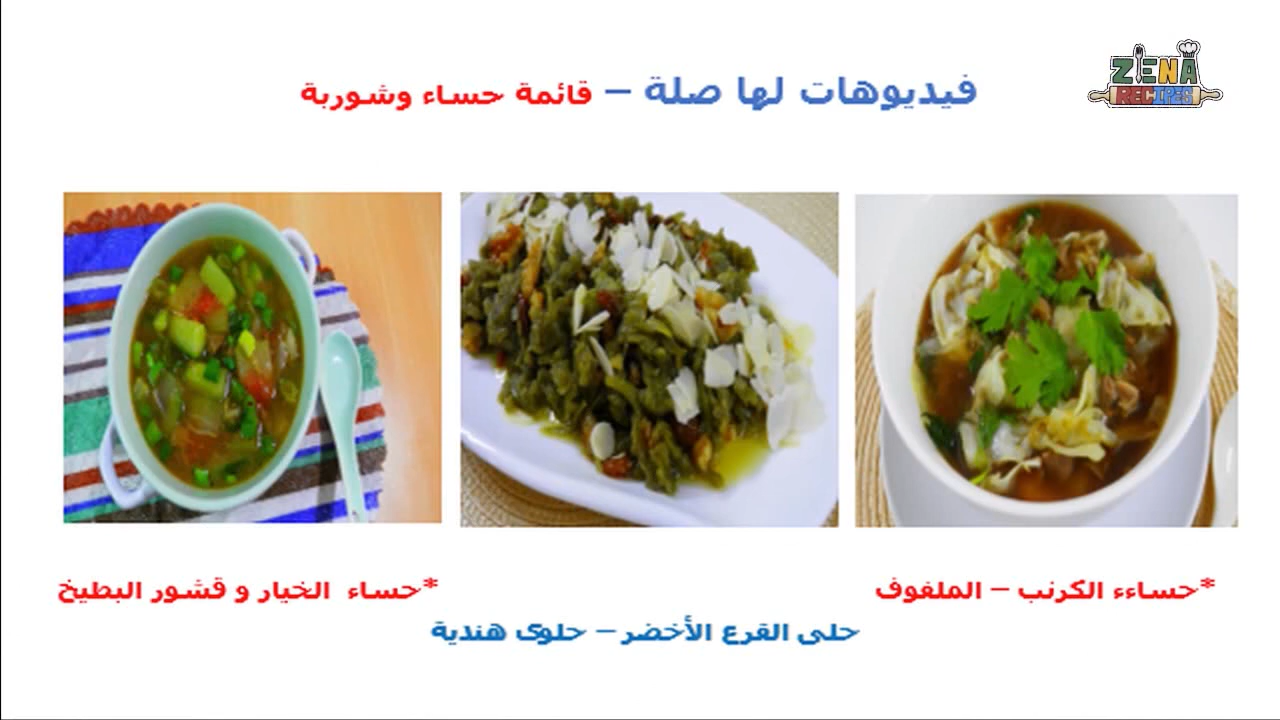 ZENA
RECIPES
فيديوهات لها صلة – قائمة حساء وشوربة
*حساءء الكرنب – الملفوف
*حساء الخيار و قشور البطيخ
حلى القرع الأخضر – حلوى هندية